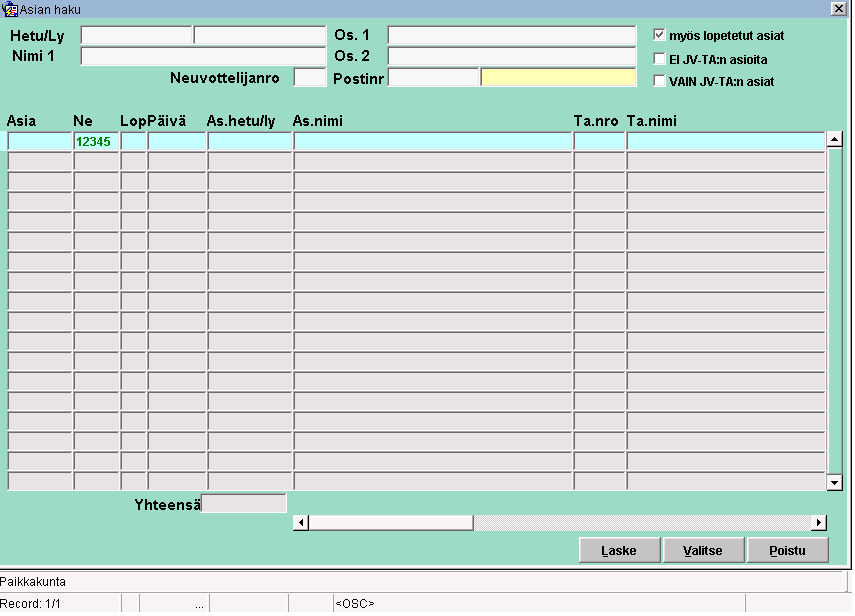 Asian haku
Hetu/Ly Os. 1 myös lopetetut asiat
Nimi 1 Os. 2 EI JV-TA:n asioita
Neuvottelijanro Postinr VAIN JV-TA:n asiat
Asia Ne Lop Päivä As.hetu/ly As.nimi Ta.nro Ta.nimi
12345
Yhteensä
Laske Valitse Poistu
Paikkakunta
Record: 1/1 ... <OSC>